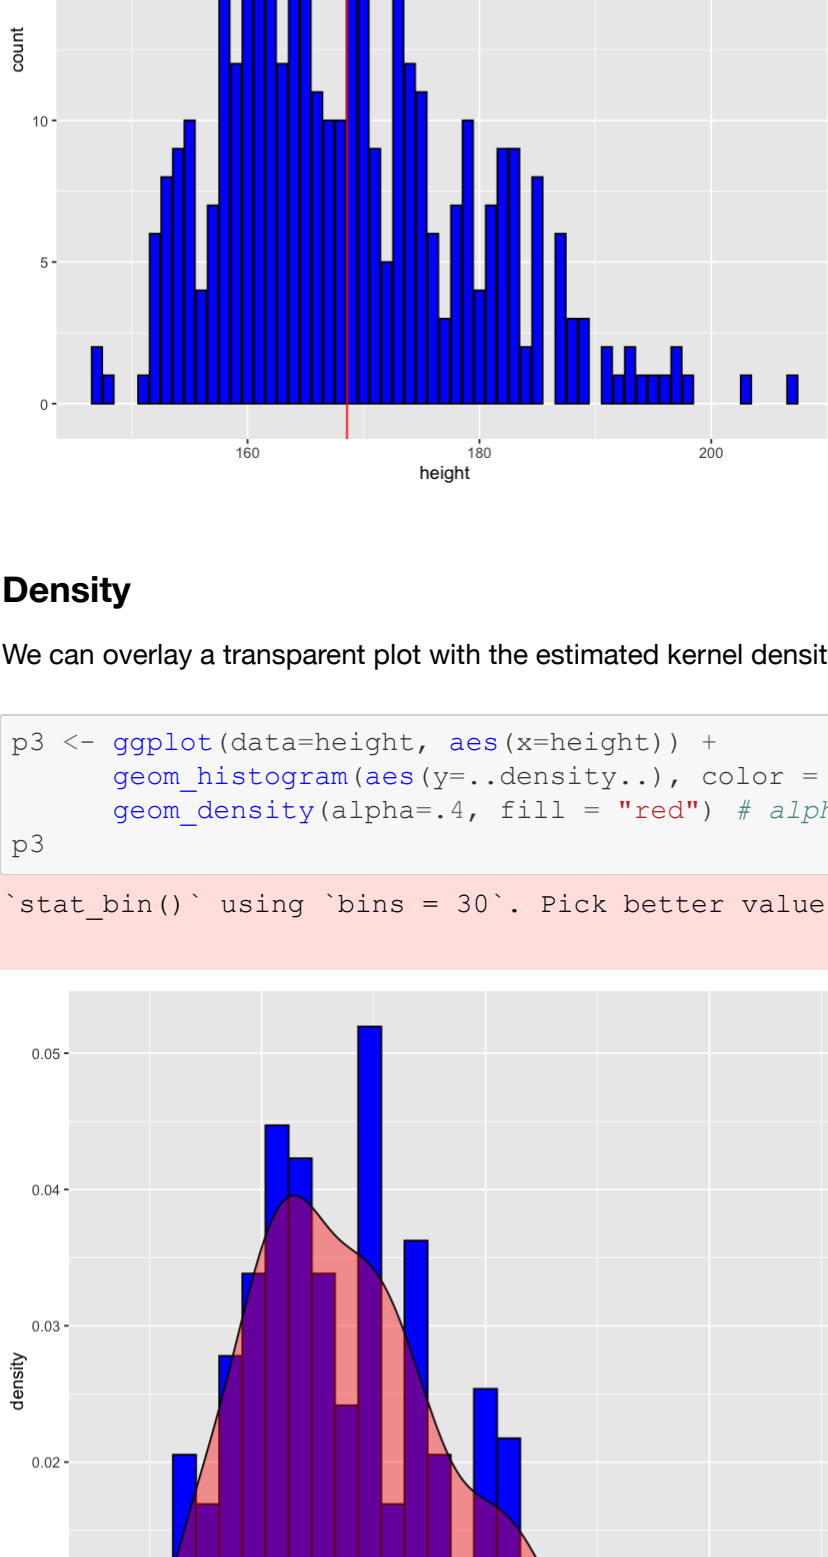 count
10
5
0
160 180 200
height
Density
We can overlay a transparent plot with the estimated kernel densit
p3 <- ggplot(data=height, aes(x=height)) +
geom_histogram(aes(y=..density..), color =
geom_density(alpha=.4, fill = "red") # alph
p3
`stat_bin()` using `bins = 30`. Pick better value
0.05
0.04
0.03
density
0.02